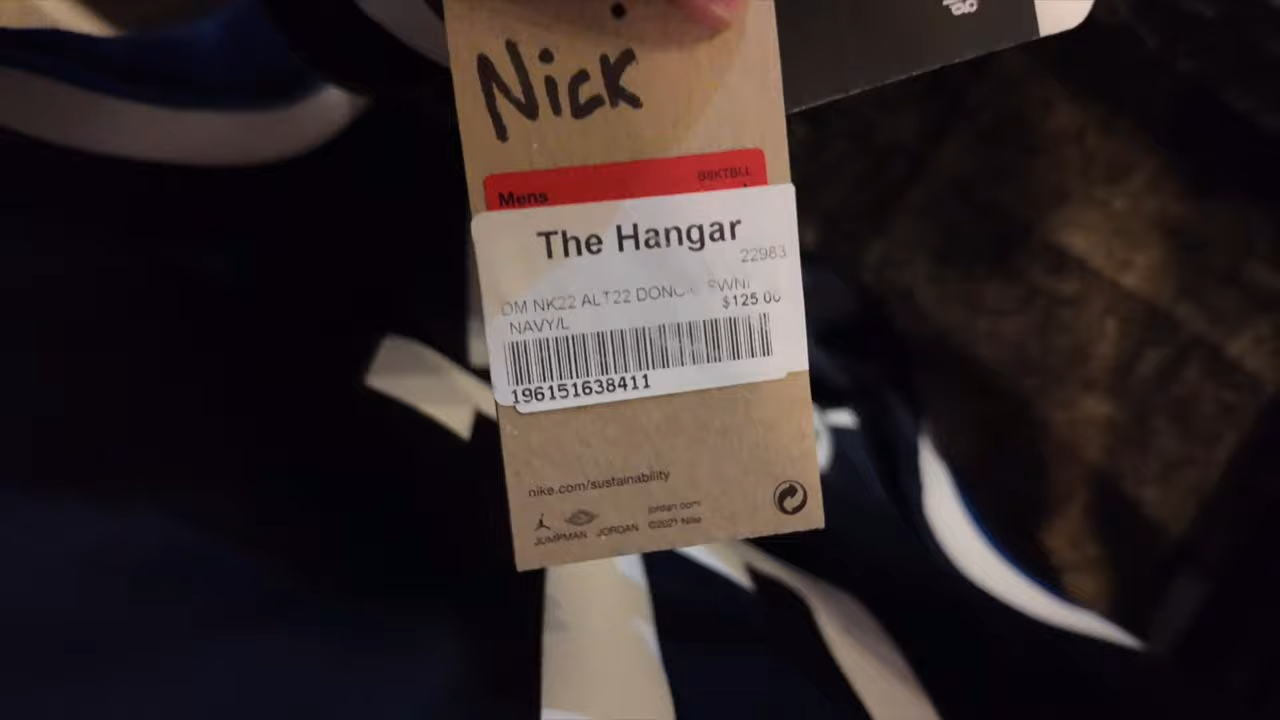 Nick
Mens BSKTBLL
The Hangar
22983
DM NK22 ALT22 SWN
$125.00
NAVY/L
196151638411
nike.com/sustainability
jordan.com
JUMPMAN JORDAN ©2021 Nike